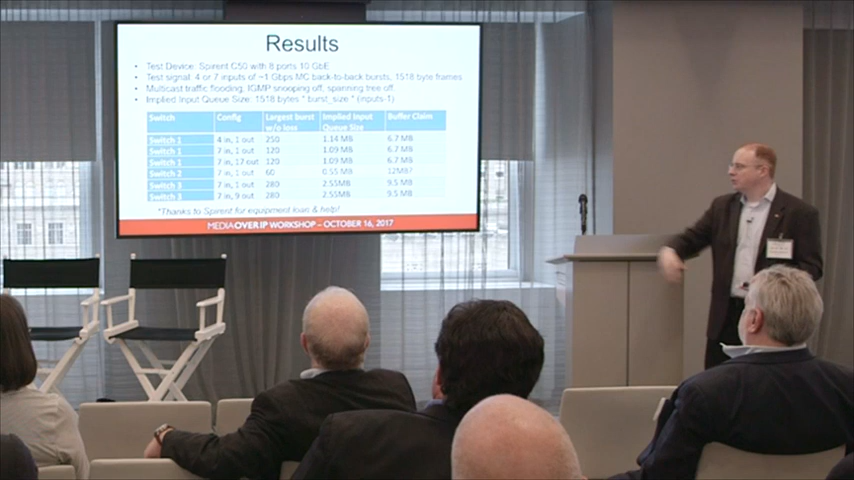 Results
• Test Device: Spirent C50 with 8 ports 10 GbE
• Test signal: 4 or 7 inputs of ~1 Gbps MC back-to-back bursts, 1518 byte frames
• Multicast traffic flooding, IGMP snooping off, spanning tree off
• Implied Input Queue Size: 1518 bytes * burst_size * (inputs-1)
Switch Config Largest burst w/o loss Implied Input Queue Size Buffer Claim
Switch 1 4 in, 1 out 250 1.14 MB 6.7 MB
Switch 1 7 in, 1 out 120 1.09 MB 6.7 MB
Switch 1 7 in, 17 out 120 1.09 MB 6.7 MB
Switch 2 7 in, 1 out 60 0.55 MB 12MB?
Switch 3 7 in, 1 out 280 2.55MB 9.5 MB
Switch 3 7 in, 9 out 280 2.55MB 9.5 MB
*Thanks to Spirent for equipment loan & help!
MEDIA OVER IP WORKSHOP – OCTOBER 16, 2017